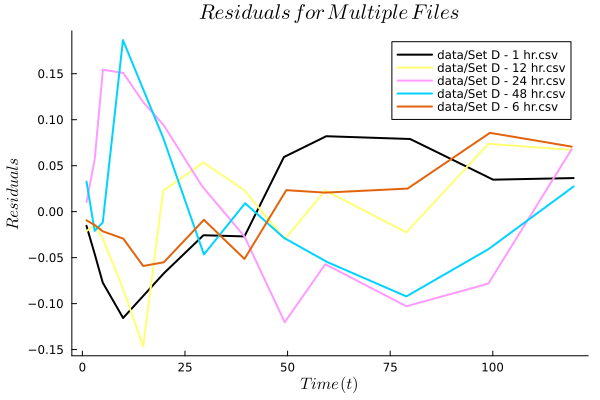 Residuals for Multiple Files
data/Set D - 1 hr.csv
data/Set D - 12 hr.csv
data/Set D - 24 hr.csv
data/Set D - 48 hr.csv
data/Set D - 6 hr.csv
Residuals
0.15
0.10
0.05
0.00
−0.05
−0.10
−0.15
0 25 50 75 100
Time(t)